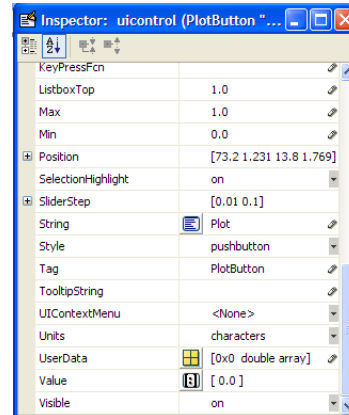 Inspector: uicontrol (PlotButton "...
KeyPressFcn
ListboxTop 1.0
Max 1.0
Min 0.0
Position [73.2 1.231 13.8 1.769]
SelectionHighlight on
SliderStep [0.01 0.1]
String Plot
Style pushbutton
Tag PlotButton
TooltipString
UIContextMenu <None>
Units characters
UserData [0x0 double array]
Value [ 0.0 ]
Visible on